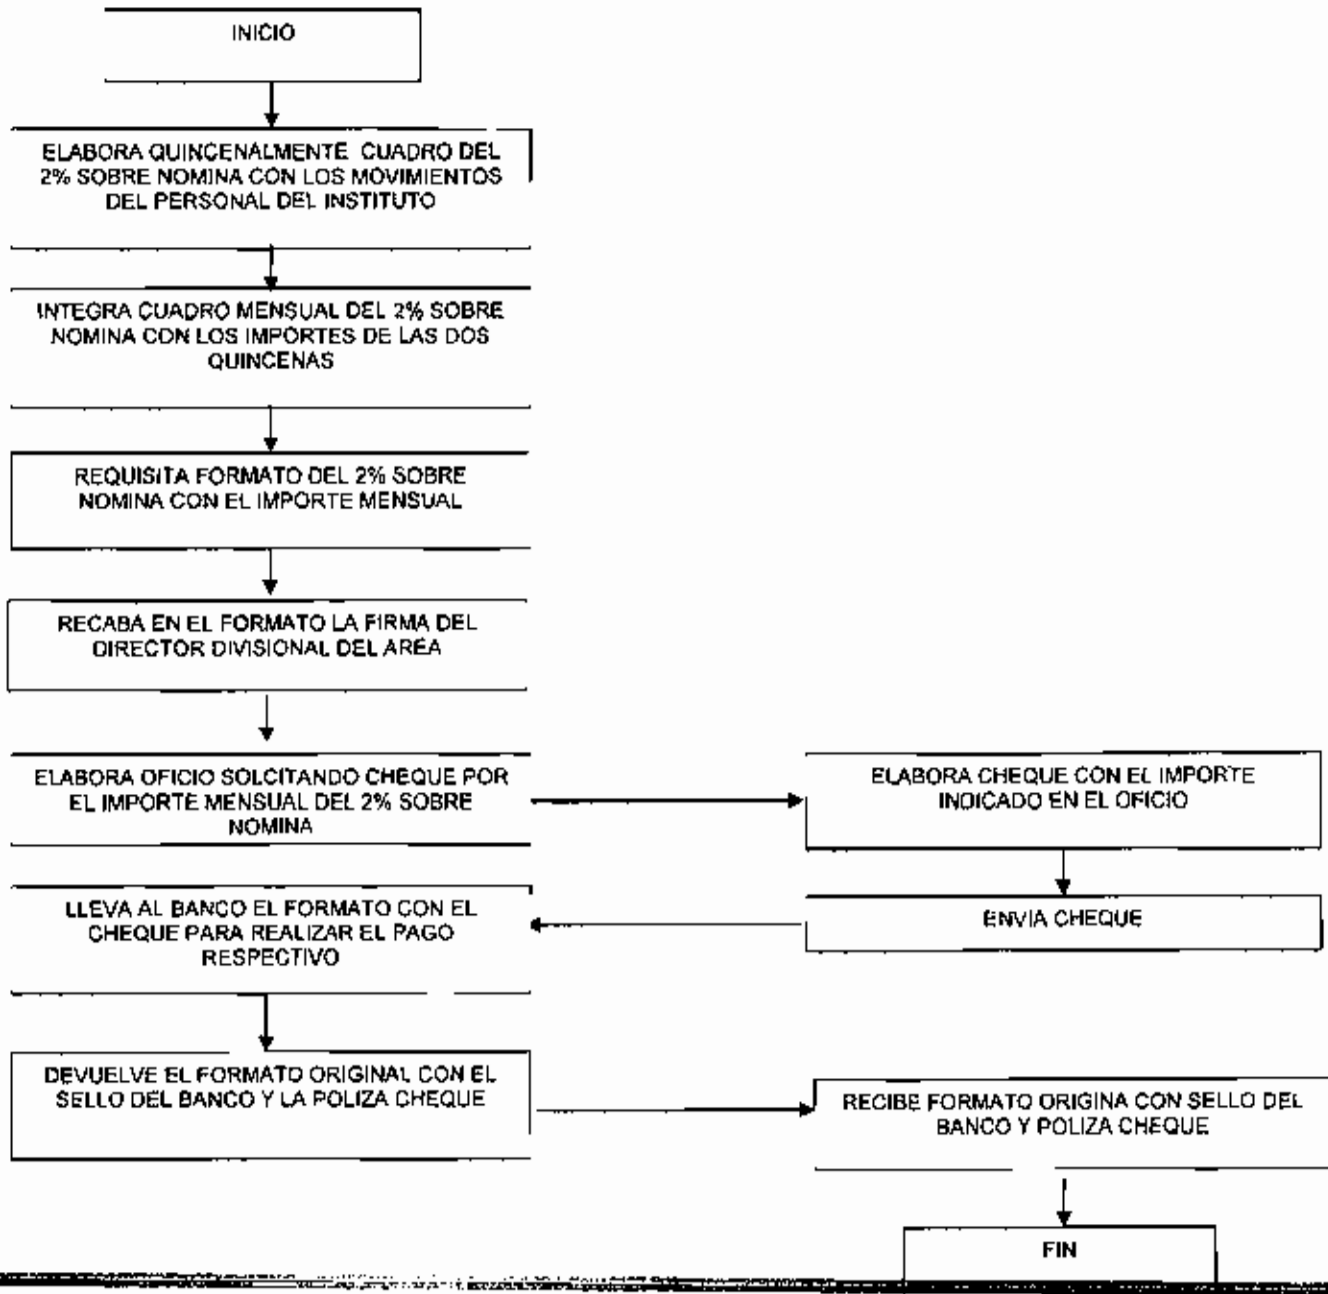 INICIO
ELABORA QUINCENALMENTE CUADRO DEL
2% SOBRE NOMINA CON LOS MOVIMIENTOS
DEL PERSONAL DEL INSTITUTO
INTEGRA CUADRO MENSUAL DEL 2% SOBRE
NOMINA CON LOS IMPORTES DE LAS DOS
QUINCENAS
REQUISITA FORMATO DEL 2% SOBRE
NOMINA CON EL IMPORTE MENSUAL
RECABA EN EL FORMATO LA FIRMA DEL
DIRECTOR DIVISIONAL DEL AREA
ELABORA OFICIO SOLCITANDO CHEQUE POR
EL IMPORTE MENSUAL DEL 2% SOBRE
NOMINA
ELABORA CHEQUE CON EL IMPORTE
INDICADO EN EL OFICIO
ENVIA CHEQUE
LLEVA AL BANCO EL FORMATO CON EL
CHEQUE PARA REALIZAR EL PAGO
RESPECTIVO
DEVUELVE EL FORMATO ORIGINAL CON EL
SELLO DEL BANCO Y LA POLIZA CHEQUE
RECIBE FORMATO ORIGINA CON SELLO DEL
BANCO Y POLIZA CHEQUE
FIN